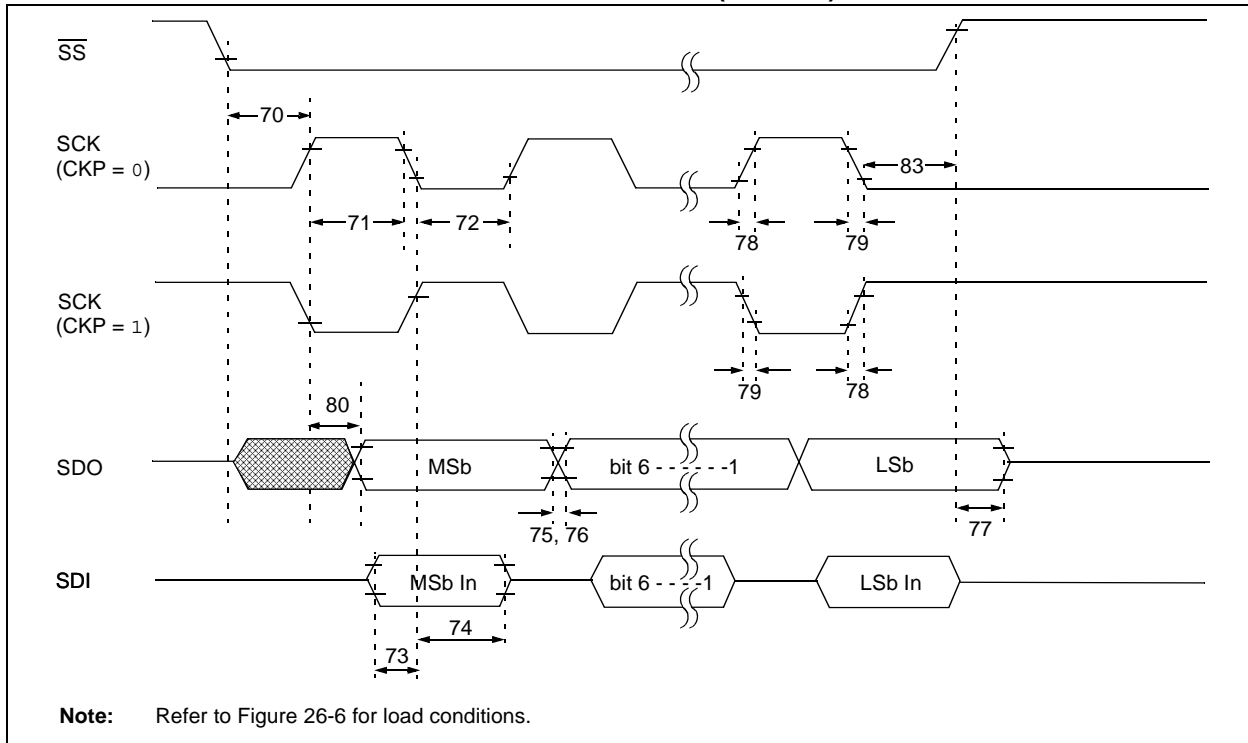 SS
70
SCK
(CKP = 0)
83
71
72
78
79
SCK
(CKP = 1)
79
78
80
SDO
MSb
bit 6 - - - - - -1
LSb
75, 76
77
SDI
MSb In
bit 6 - - - -1
LSb In
74
73
Note: Refer to Figure 26-6 for load conditions.